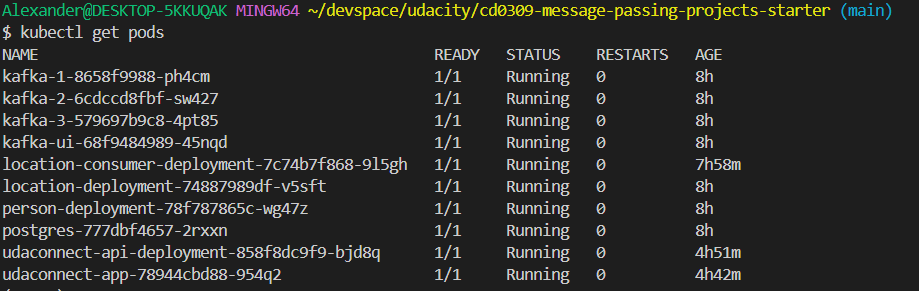 Alexander@DESKTOP-5KKUQAK MINGW64 ~/devspace/udacity/cd0309-message-passing-projects-starter (main)
$ kubectl get pods
NAME READY STATUS RESTARTS AGE
kafka-1-8658f9988-ph4cm 1/1 Running 0 8h
kafka-2-6cdccd8fbf-sw427 1/1 Running 0 8h
kafka-3-579697b9c8-4pt85 1/1 Running 0 8h
kafka-ui-68f9484989-45nqd 1/1 Running 0 8h
location-consumer-deployment-7c74b7f868-9l5gh 1/1 Running 0 7h58m
location-deployment-74887989df-v5sft 1/1 Running 0 8h
person-deployment-78f787865c-wg47z 1/1 Running 0 8h
postgres-777dbf4657-2rxxn 1/1 Running 0 8h
udaconnect-api-deployment-858f8dc9f9-bjd8q 1/1 Running 0 4h51m
udaconnect-app-78944cbd88-954q2 1/1 Running 0 4h42m